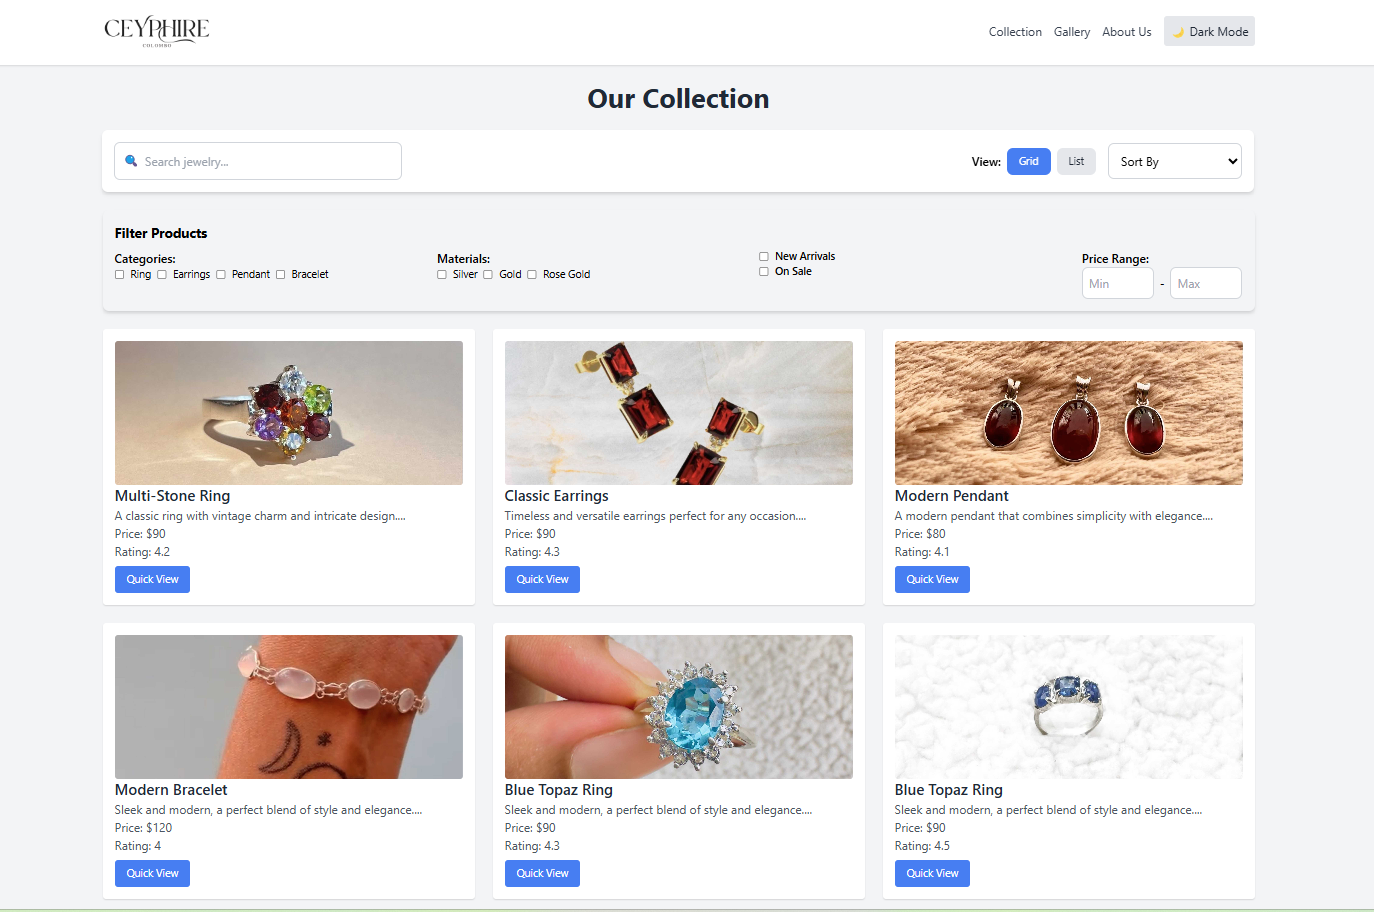 CEYPHIRE
COLOMBO
Collection Gallery About Us 🌙 Dark Mode
Our Collection
🔍 Search jewelry...
View: Grid List Sort By
Filter Products
Categories:
Ring Earrings Pendant Bracelet
Materials:
Silver Gold Rose Gold
New Arrivals
On Sale
Price Range:
Min - Max
Multi-Stone Ring
A classic ring with vintage charm and intricate design....
Price: $90
Rating: 4.2
Quick View
Classic Earrings
Timeless and versatile earrings perfect for any occasion....
Price: $90
Rating: 4.3
Quick View
Modern Pendant
A modern pendant that combines simplicity with elegance....
Price: $80
Rating: 4.1
Quick View
Modern Bracelet
Sleek and modern, a perfect blend of style and elegance....
Price: $120
Rating: 4
Quick View
Blue Topaz Ring
Sleek and modern, a perfect blend of style and elegance....
Price: $90
Rating: 4.3
Quick View
Blue Topaz Ring
Sleek and modern, a perfect blend of style and elegance....
Price: $90
Rating: 4.5
Quick View